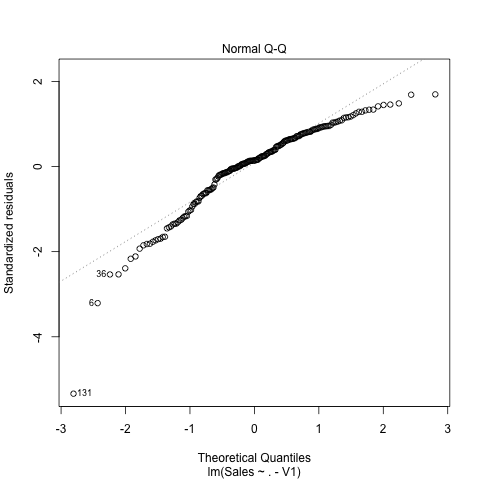 Normal Q-Q
Standardized residuals
2
0
-2
-4
36
6
131
-3 -2 -1 0 1 2 3
Theoretical Quantiles
lm(Sales ~ . - V1)